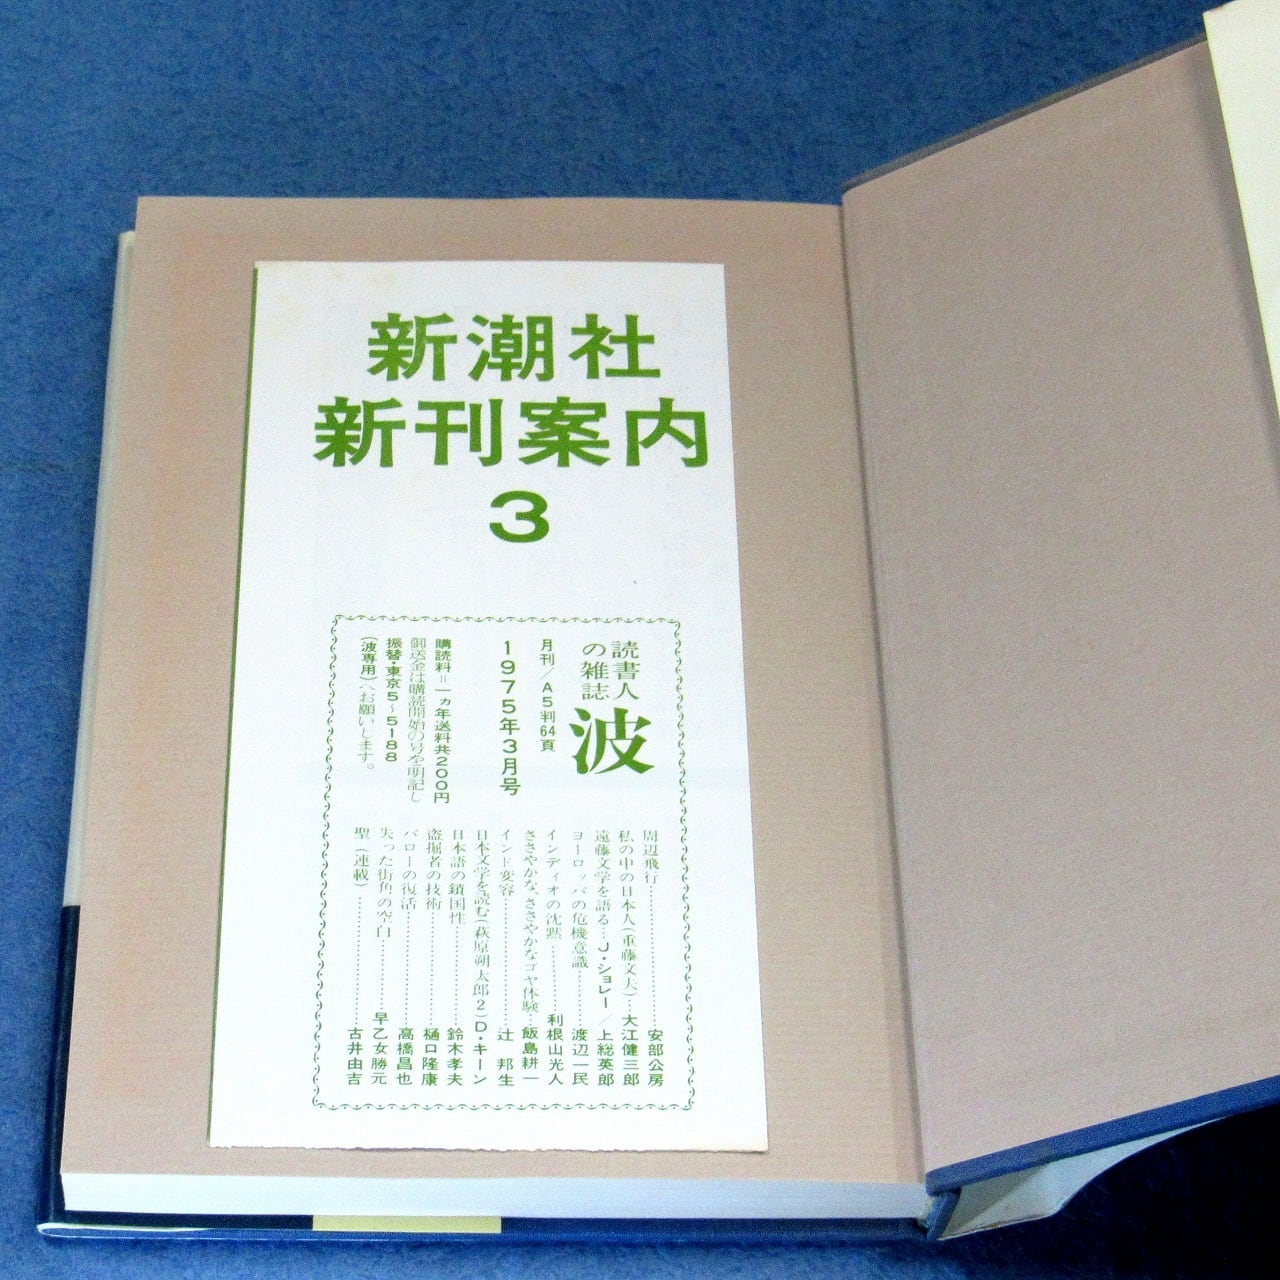 新潮社
新刊案内
3
読書人
の雑誌
波
月刊／A5判64頁
1975年3月号
購読料＝一ヵ年送料共200円
御送金は購読開始の号を明記し
振替・東京5～5188
（波専用）へお願いします。
周辺飛行……………安部公房
私の中の日本人（重藤文夫）…大江健三郎
遠藤文学を語る…J・ショレー／上総英郎
ヨーロッパの危機意識………渡辺一民
インディオの沈黙…………利根山光人
ささやかな、ささやかなゴヤ体験…飯島耕一
インド変容……………辻 邦生
日本文学を読む（萩原朔太郎2）D・キーン
日本語の鎖国性……………鈴木孝夫
盗掘者の技術……………樋口隆康
バローの復活……………高橋昌也
失った街角の空白…………早乙女勝元
聖（連載）……………古井由吉